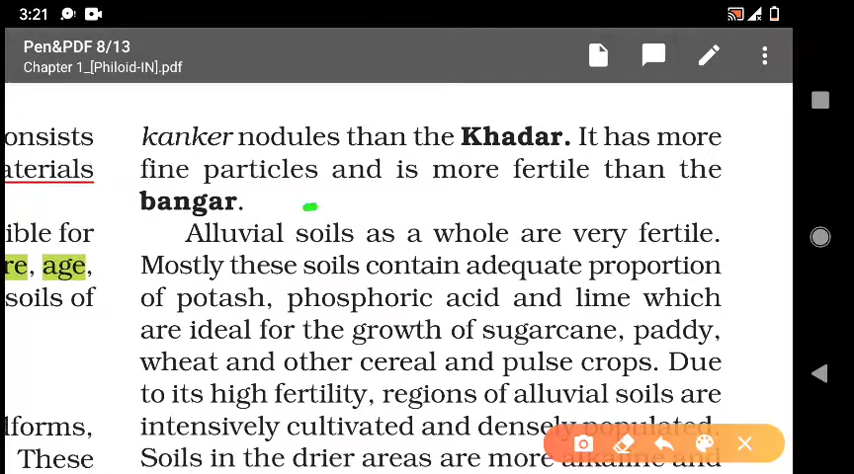 3:21
Pen&PDF 8/13
Chapter 1_[Philoid-IN].pdf
onsists
aterials
ible for
re, age,
soils of
dforms,
These
kanker nodules than the Khadar. It has more
fine particles and is more fertile than the
bangar.
Alluvial soils as a whole are very fertile.
Mostly these soils contain adequate proportion
of potash, phosphoric acid and lime which
are ideal for the growth of sugarcane, paddy,
wheat and other cereal and pulse crops. Due
to its high fertility, regions of alluvial soils are
intensively cultivated and densely populated.
Soils in the drier areas are more alkaline and